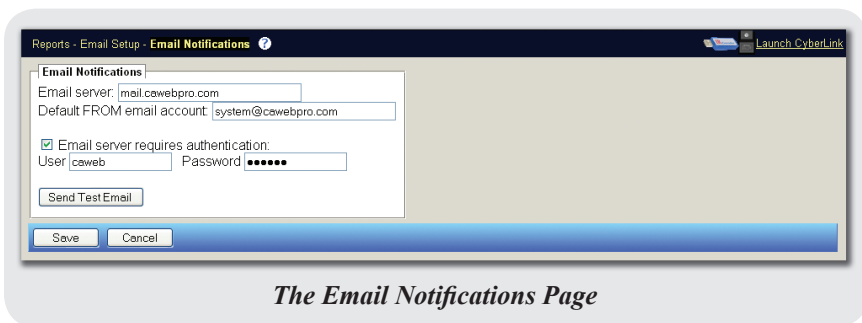 Reports - Email Setup - Email Notifications ?
Launch CyberLink
Email Notifications
Email server: mail.cawebpro.com
Default FROM email account: system@cawebpro.com
Email server requires authentication:
User caweb Password ●●●●●●
Send Test Email
Save Cancel
The Email Notifications Page